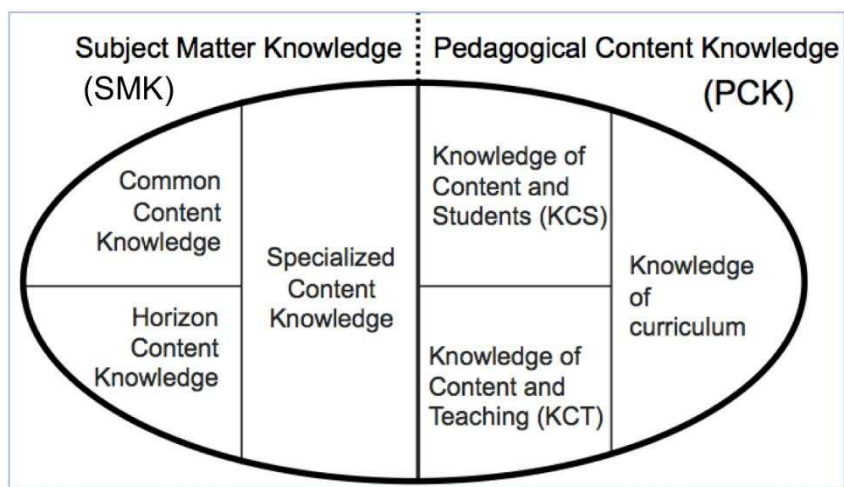 Subject Matter Knowledge
(SMK)
Pedagogical Content Knowledge
(PCK)
Common
Content
Knowledge
Horizon
Content
Knowledge
Specialized
Content
Knowledge
Knowledge of
Content and
Students (KCS)
Knowledge of
Content and
Teaching (KCT)
Knowledge
of
curriculum